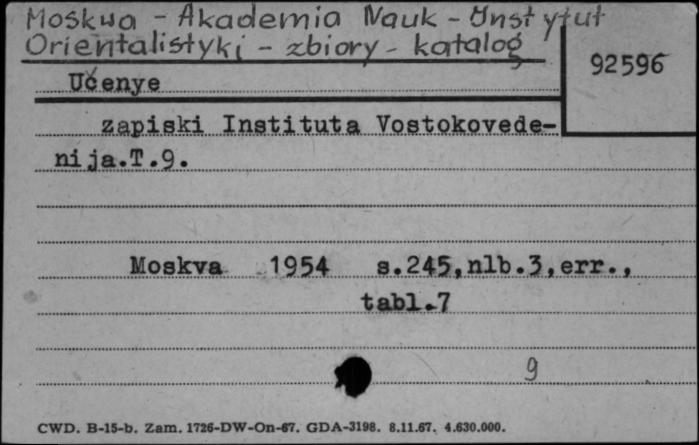 Moskwa - Akademia Nauk - Instytut
Orientalistyki - zbiory - katalog
92596
Učenye
zapiski Instituta Vostokovede-
nija.T.9.
Moskva 1954 s.245,nlb.3,err.,
tabl.7
9
CWD. B-15-b. Zam. 1726-DW-On-67. GDA-3198. 8.11.67. 4.630.000.